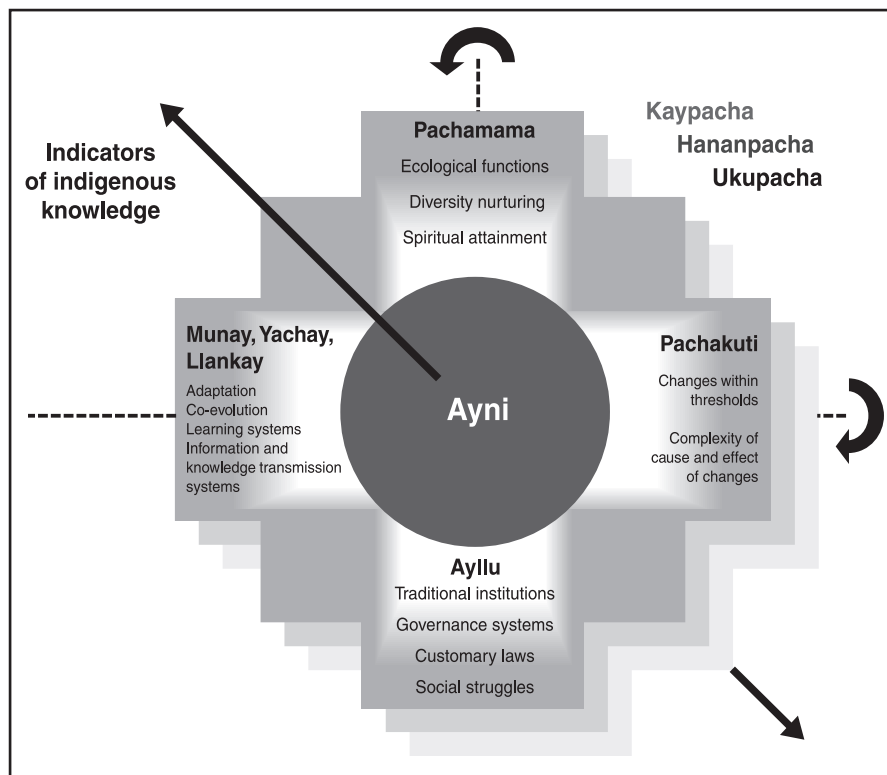 Pachamama
Ecological functions
Diversity nurturing
Spiritual attainment
Kaypacha
Hananpacha
Ukupacha
Indicators
of indigenous
knowledge
Munay, Yachay,
Llankay
Adaptation
Co-evolution
Learning systems
Information and
knowledge transmission
systems
Ayni
Pachakuti
Changes within
thresholds
Complexity of
cause and effect
of changes
Ayllu
Traditional institutions
Governance systems
Customary laws
Social struggles